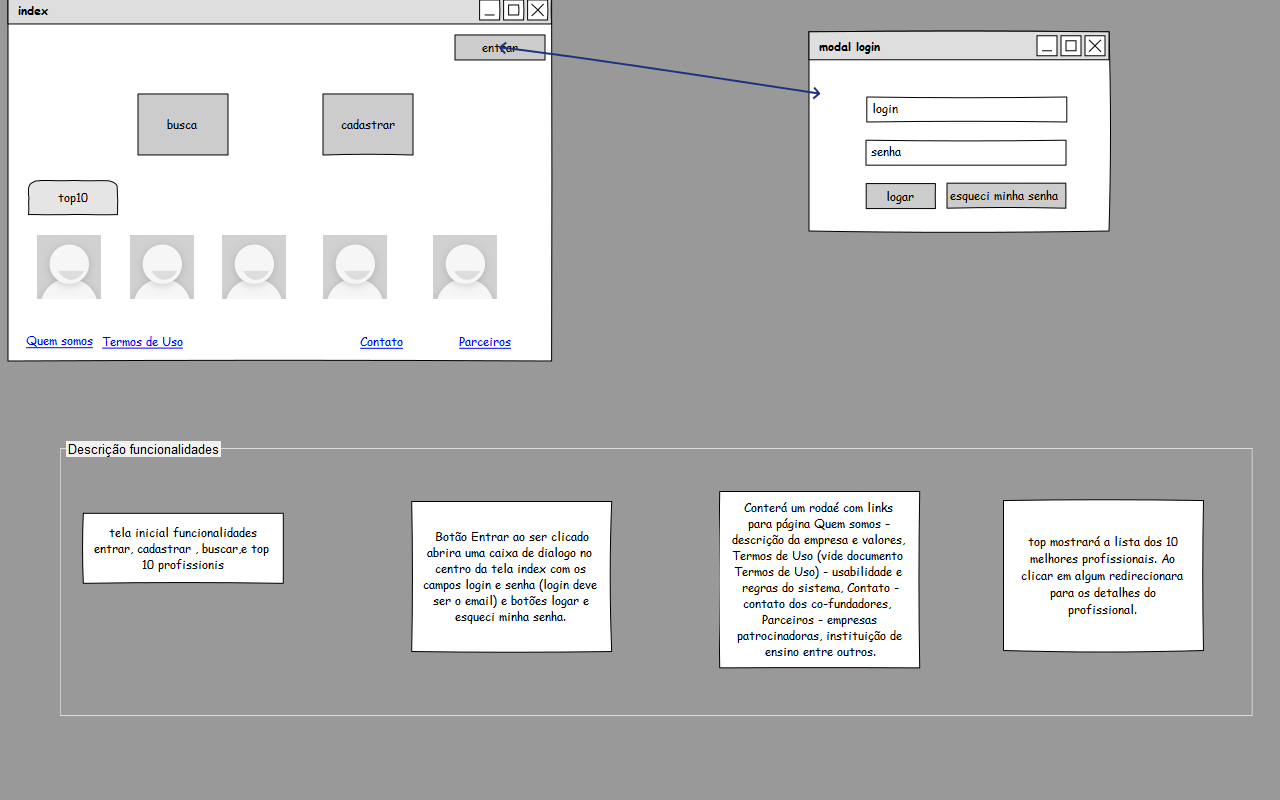 index
entrar
busca
cadastrar
top10
Quem somos
Termos de Uso
Contato
Parceiros
modal login
login
senha
logar
esqueci minha senha
Descrição funcionalidades
tela inicial funcionalidades
entrar, cadastrar , buscar,e top
10 profissionis
Botão Entrar ao ser clicado
abrira uma caixa de dialogo no
centro da tela index com os
campos login e senha (login deve
ser o email) e botões logar e
esqueci minha senha.
Conterá um rodaé com links
para página Quem somos -
descrição da empresa e valores,
Termos de Uso (vide documento
Termos de Uso) - usabilidade e
regras do sistema, Contato -
contato dos co-fundadores,
Parceiros - empresas
patrocinadoras, instituição de
ensino entre outros.
top mostrará a lista dos 10
melhores profissionais. Ao
clicar em algum redirecionara
para os detalhes do
profissional.